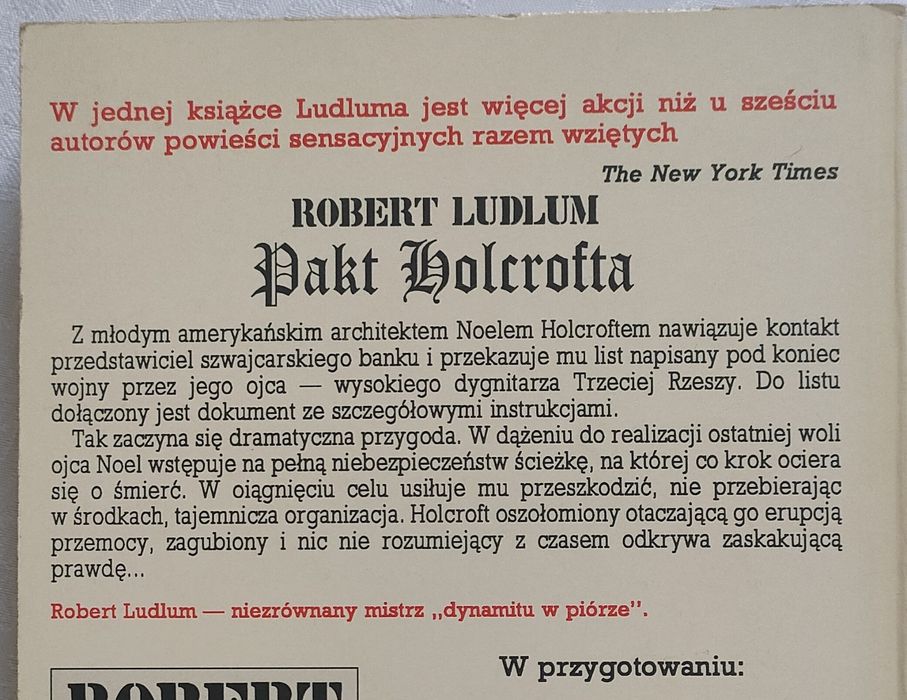 W jednej książce Ludluma jest więcej akcji niż u sześciu
autorów powieści sensacyjnych razem wziętych
The New York Times
ROBERT LUDLUM
Pakt Holcrofta
Z młodym amerykańskim architektem Noelem Holcroftem nawiązuje kontakt
przedstawiciel szwajcarskiego banku i przekazuje mu list napisany pod koniec
wojny przez jego ojca — wysokiego dygnitarza Trzeciej Rzeszy. Do listu
dołączony jest dokument ze szczegółowymi instrukcjami.
Tak zaczyna się dramatyczna przygoda. W dążeniu do realizacji ostatniej woli
ojca Noel wstępuje na pełną niebezpieczeństw ścieżkę, na której co krok ociera
się o śmierć. W oiągnięciu celu usiłuje mu przeszkodzić, nie przebierając
w środkach, tajemnicza organizacja. Holcroft oszołomiony otaczającą go erupcją
przemocy, zagubiony i nic nie rozumiejący z czasem odkrywa zaskakującą
prawdę...
Robert Ludlum — niezrównany mistrz „dynamitu w piórze”.
W przygotowaniu:
ROBERT